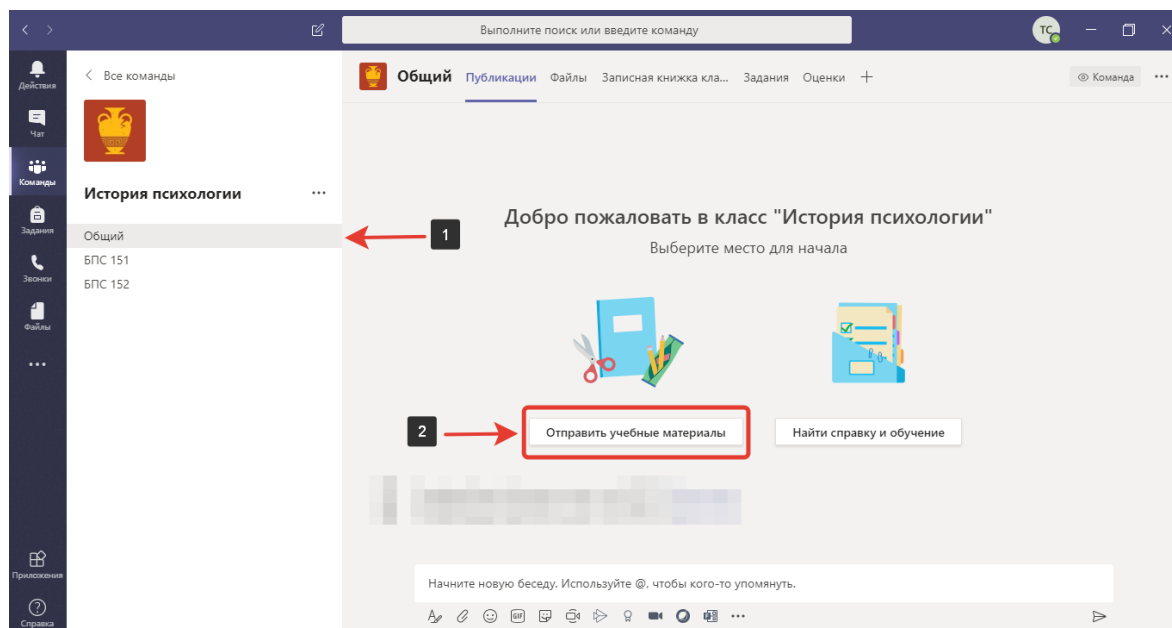 Выполните поиск или введите команду
TC
Действия
Чат
Команды
Задания
Звонки
Файлы
Приложения
Справка
Все команды
История психологии
Общий
БПС 151
БПС 152
Общий Публикации Файлы Записная книжка кла... Задания Оценки
Команда
1
Добро пожаловать в класс "История психологии"
Выберите место для начала
2
Отправить учебные материалы
Найти справку и обучение
Начните новую беседу. Используйте @, чтобы кого-то упомянуть.
GIF